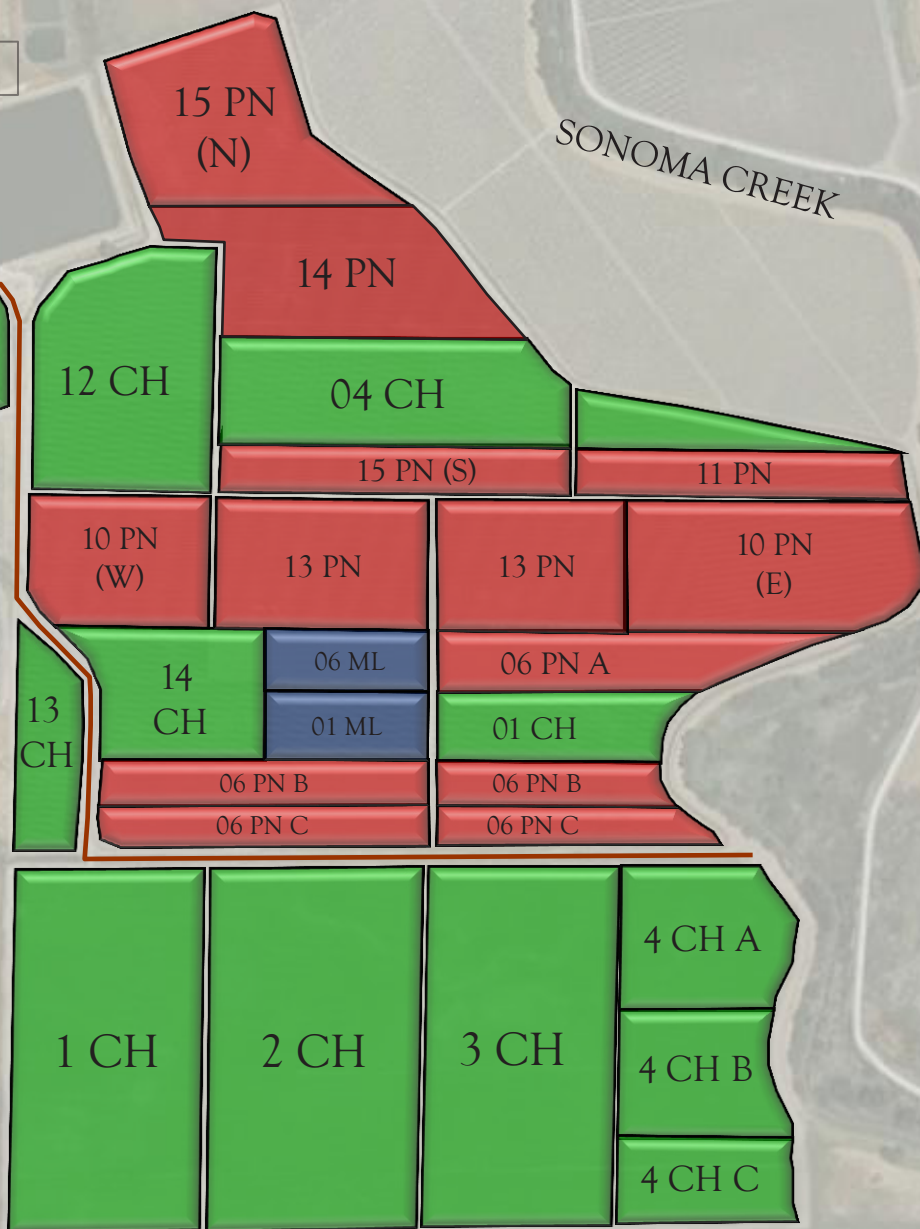 15 PN
(N)
SONOMA CREEK
14 PN
12 CH
04 CH
15 PN (S)
11 PN
10 PN
(W)
13 PN
13 PN
10 PN
(E)
06 ML
06 PN A
14
CH
13
CH
01 ML
01 CH
06 PN B
06 PN B
06 PN C
06 PN C
1 CH
2 CH
3 CH
4 CH A
4 CH B
4 CH C